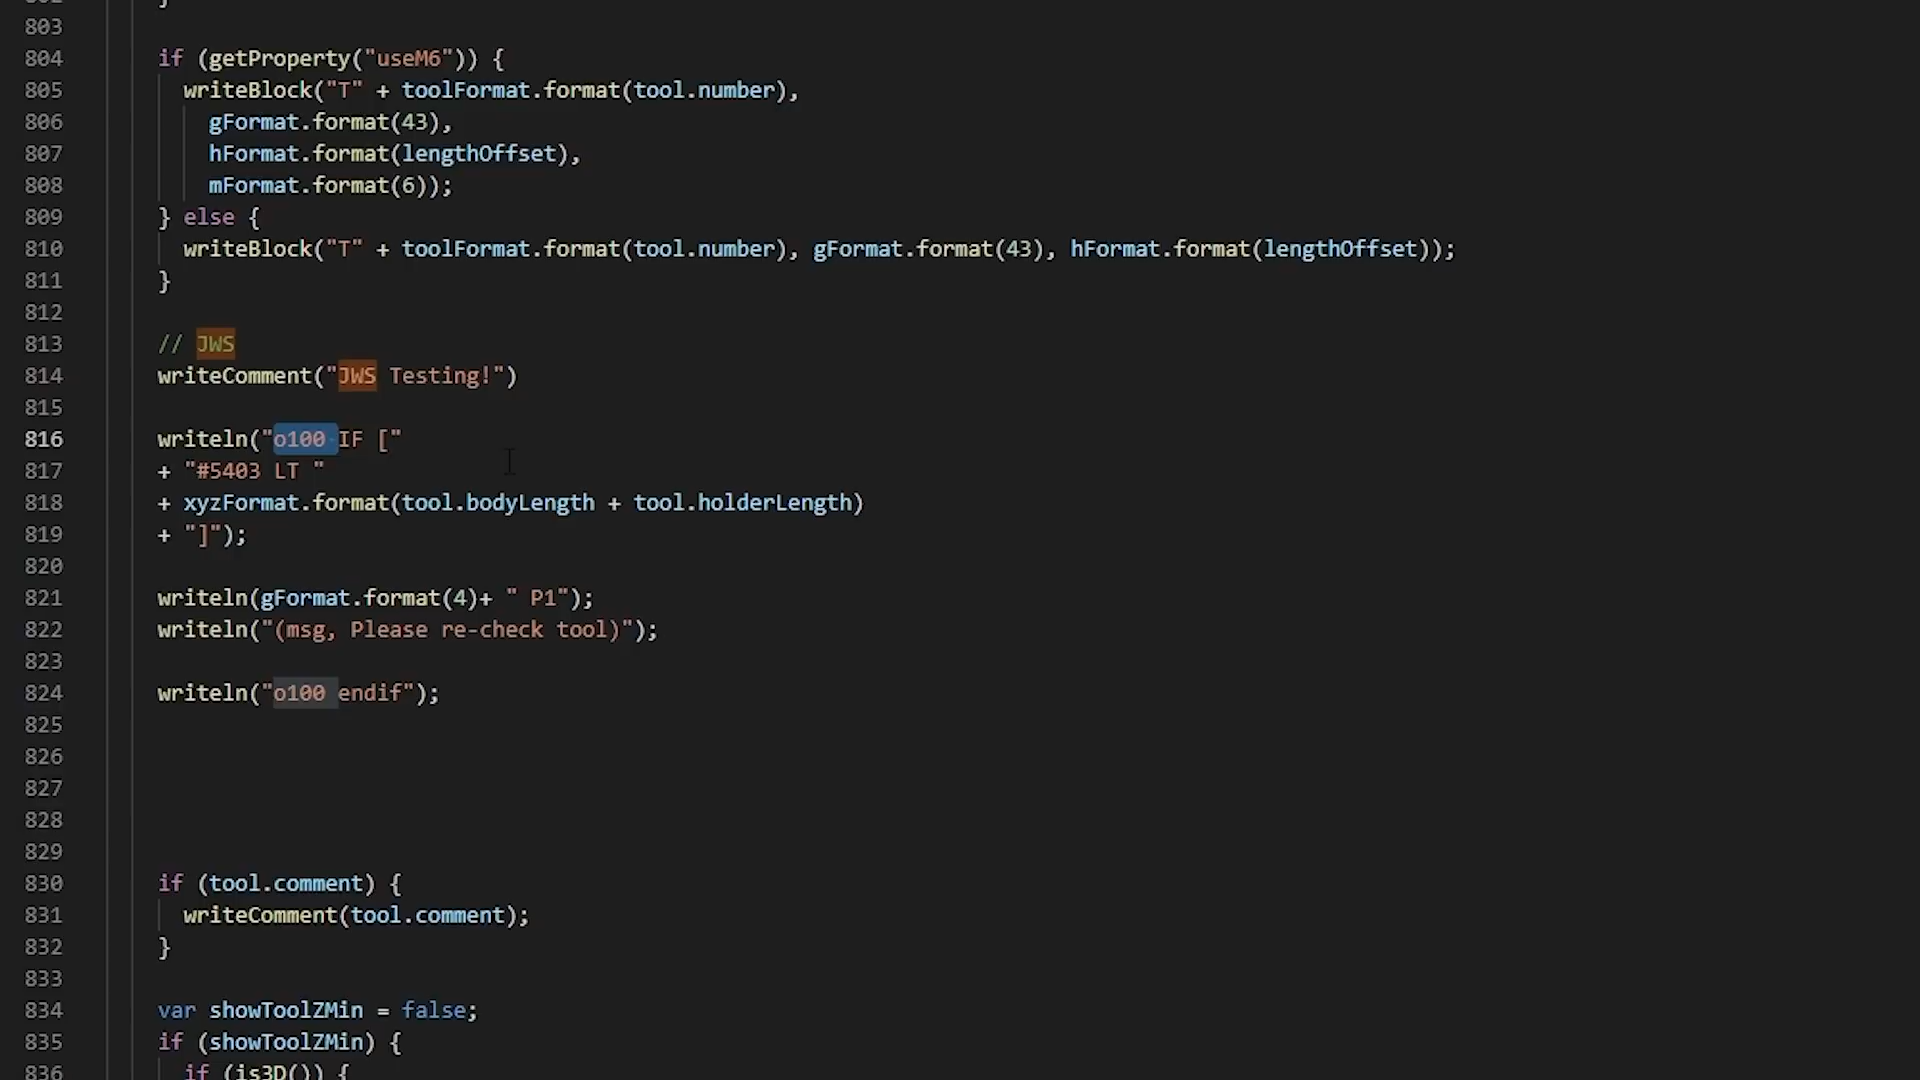 803
804 if (getProperty("useM6")) {
805 writeBlock("T" + toolFormat.format(tool.number),
806 gFormat.format(43),
807 hFormat.format(lengthOffset),
808 mFormat.format(6));
809 } else {
810 writeBlock("T" + toolFormat.format(tool.number), gFormat.format(43), hFormat.format(lengthOffset));
811 }
812
813 // JWS
814 writeComment("JWS Testing!")
815
816 writeln("o100 IF ["
817 + "#5403 LT "
818 + xyzFormat.format(tool.bodyLength + tool.holderLength)
819 + "]");
820
821 writeln(gFormat.format(4)+ " P1");
822 writeln("(msg, Please re-check tool)");
823
824 writeln("o100 endif");
825
826
827
828
829
830 if (tool.comment) {
831 writeComment(tool.comment);
832 }
833
834 var showToolZMin = false;
835 if (showToolZMin) {
836 if (is3D()) {